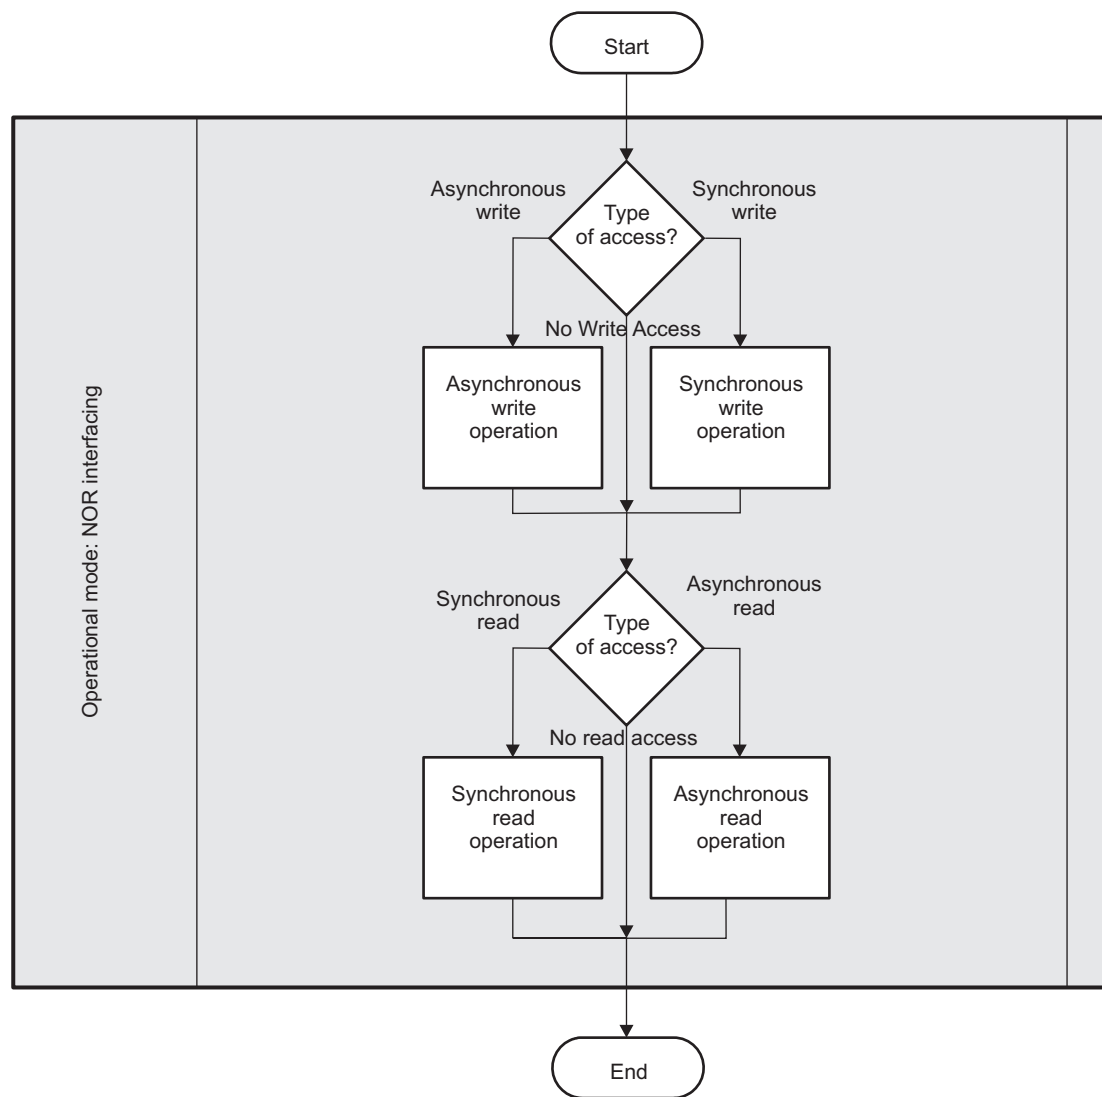 Start
Asynchronous
write
Synchronous
write
Type
of access?
No Write Access
Asynchronous
write
operation
Synchronous
write
operation
Operational mode: NOR interfacing
Synchronous
read
Asynchronous
read
Type
of access?
No read access
Synchronous
read
operation
Asynchronous
read
operation
End